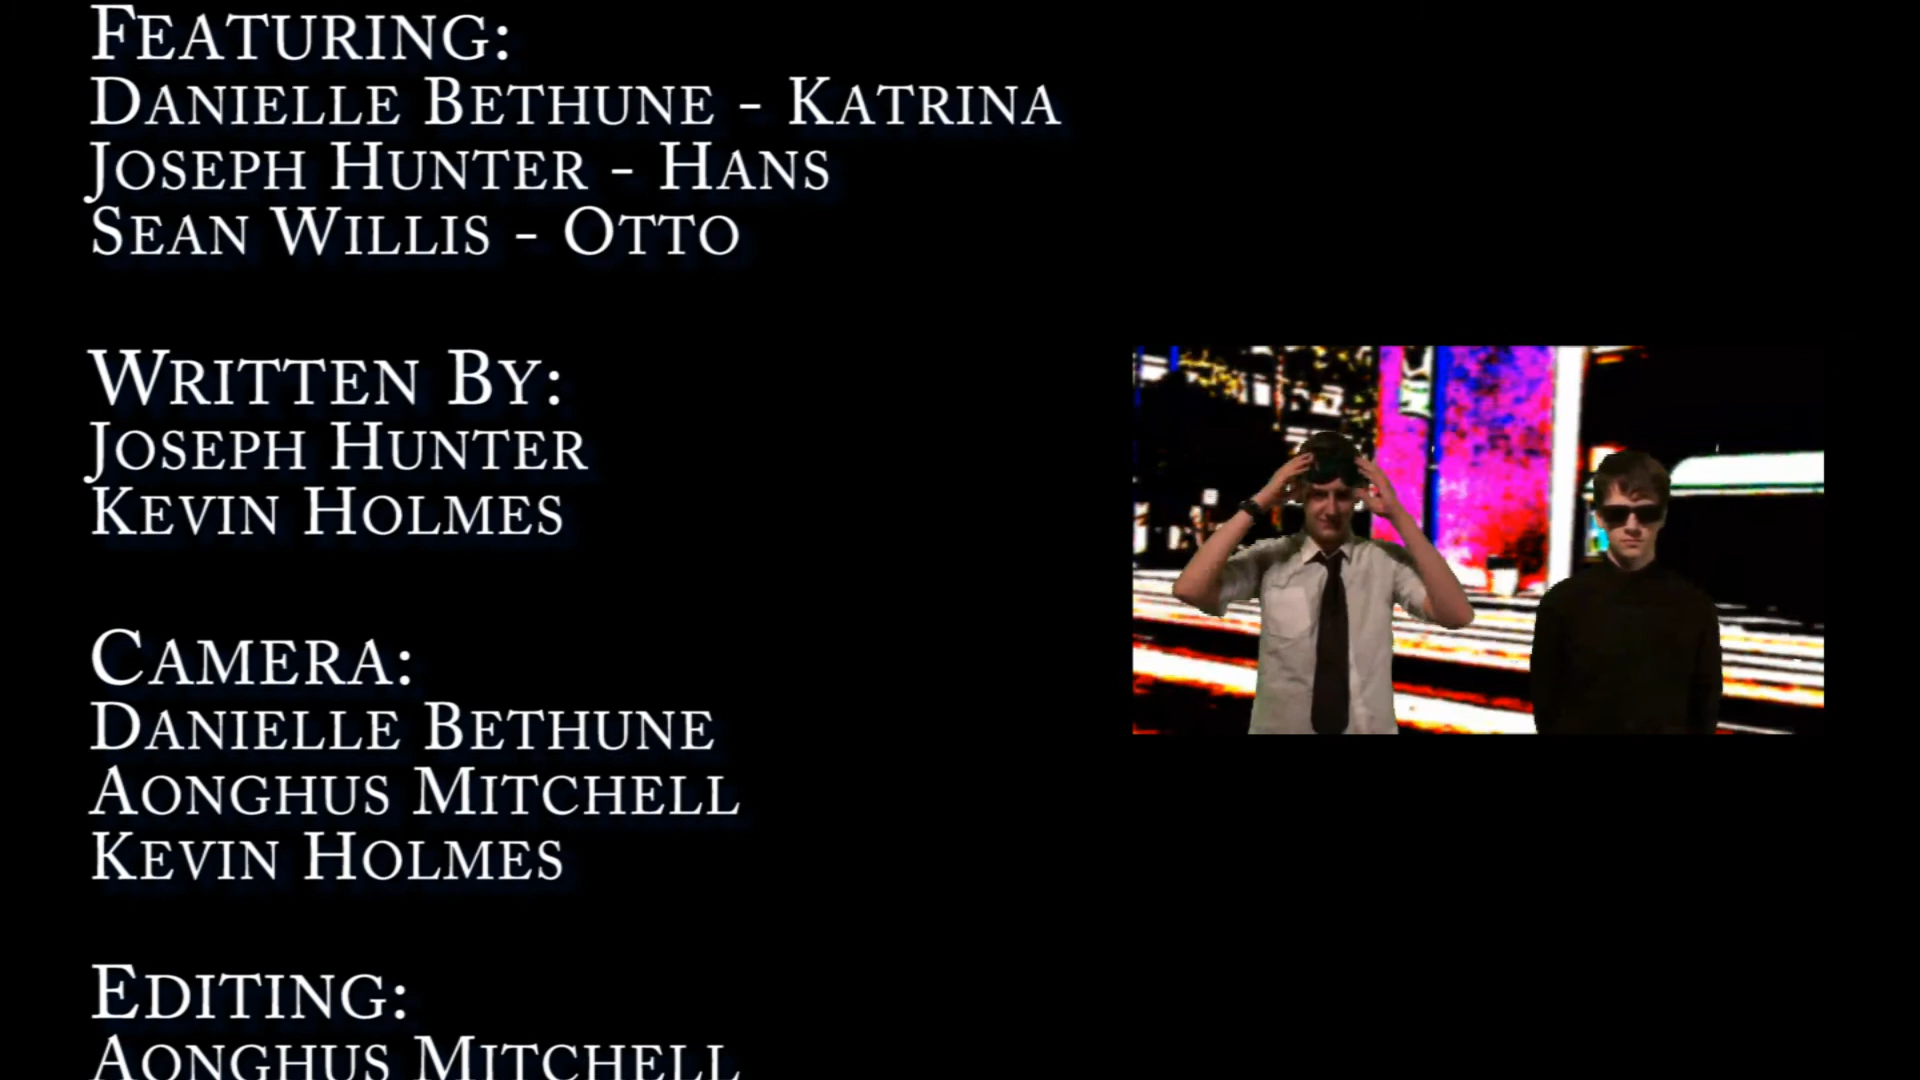 Featuring:
Danielle Bethune - Katrina
Joseph Hunter - Hans
Sean Willis - Otto
Written By:
Joseph Hunter
Kevin Holmes
Camera:
Danielle Bethune
Aonghus Mitchell
Kevin Holmes
Editing:
Aonghus Mitchell